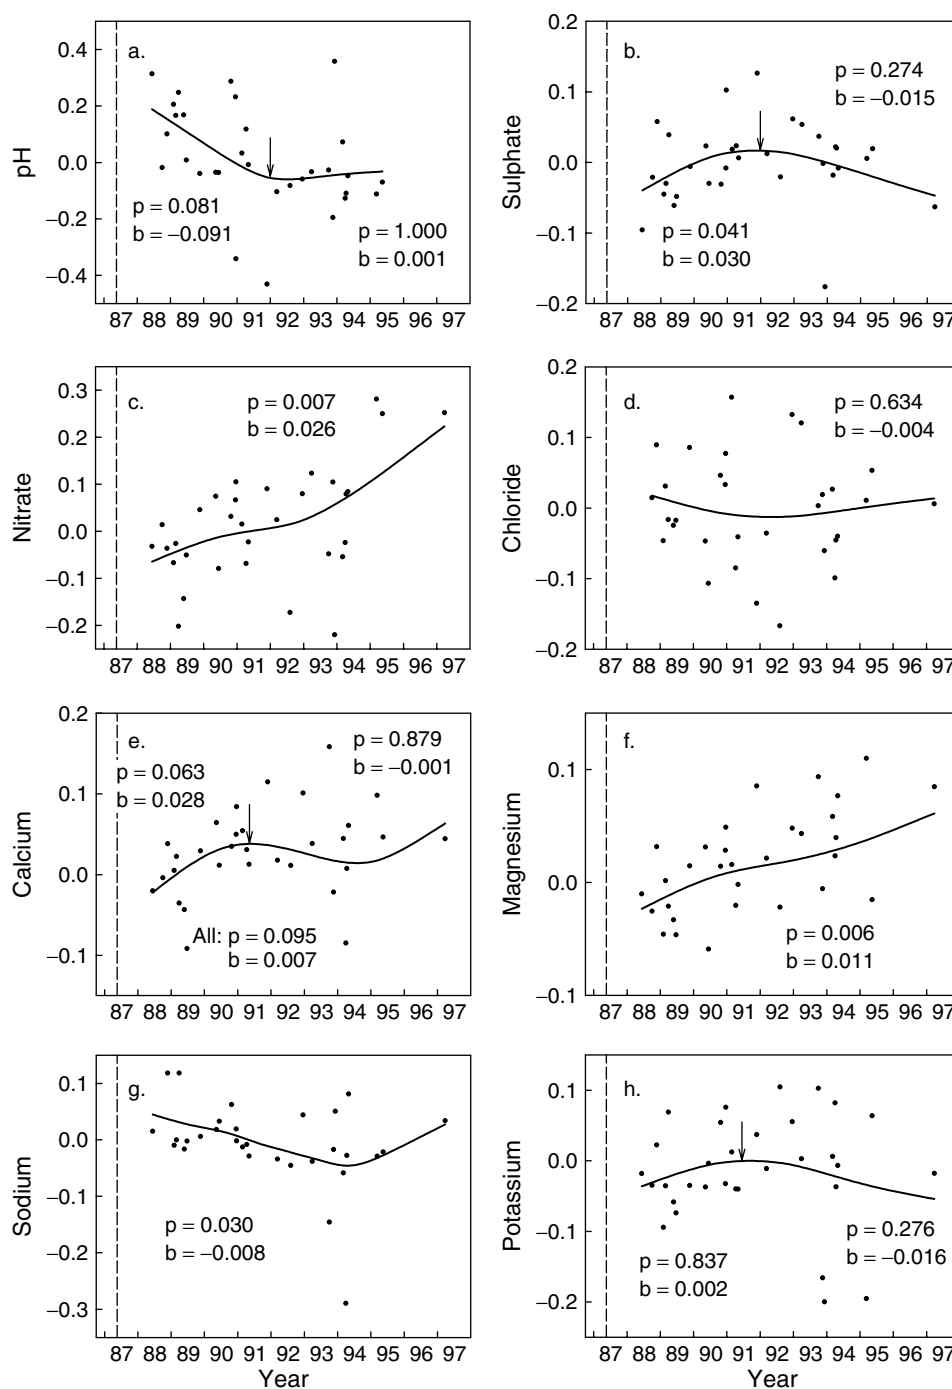 a.
0.4
0.2
0.0
−0.2
−0.4
pH
p = 0.081
b = −0.091
p = 1.000
b = 0.001
87 88 89 90 91 92 93 94 95 96 97
b.
0.2
0.1
0.0
−0.1
−0.2
Sulphate
p = 0.274
b = −0.015
p = 0.041
b = 0.030
87 88 89 90 91 92 93 94 95 96 97
c.
0.3
0.2
0.1
0.0
−0.1
−0.2
Nitrate
p = 0.007
b = 0.026
87 88 89 90 91 92 93 94 95 96 97
d.
0.2
0.1
0.0
−0.1
−0.2
Chloride
p = 0.634
b = −0.004
87 88 89 90 91 92 93 94 95 96 97
e.
0.2
0.1
0.0
−0.1
Calcium
p = 0.063
b = 0.028
p = 0.879
b = −0.001
All: p = 0.095
b = 0.007
87 88 89 90 91 92 93 94 95 96 97
f.
0.1
0.0
−0.1
Magnesium
p = 0.006
b = 0.011
87 88 89 90 91 92 93 94 95 96 97
g.
0.1
0.0
−0.1
−0.2
−0.3
Sodium
p = 0.030
b = −0.008
87 88 89 90 91 92 93 94 95 96 97
Year
h.
0.1
0.0
−0.1
−0.2
Potassium
p = 0.837
b = 0.002
p = 0.276
b = −0.016
87 88 89 90 91 92 93 94 95 96 97
Year